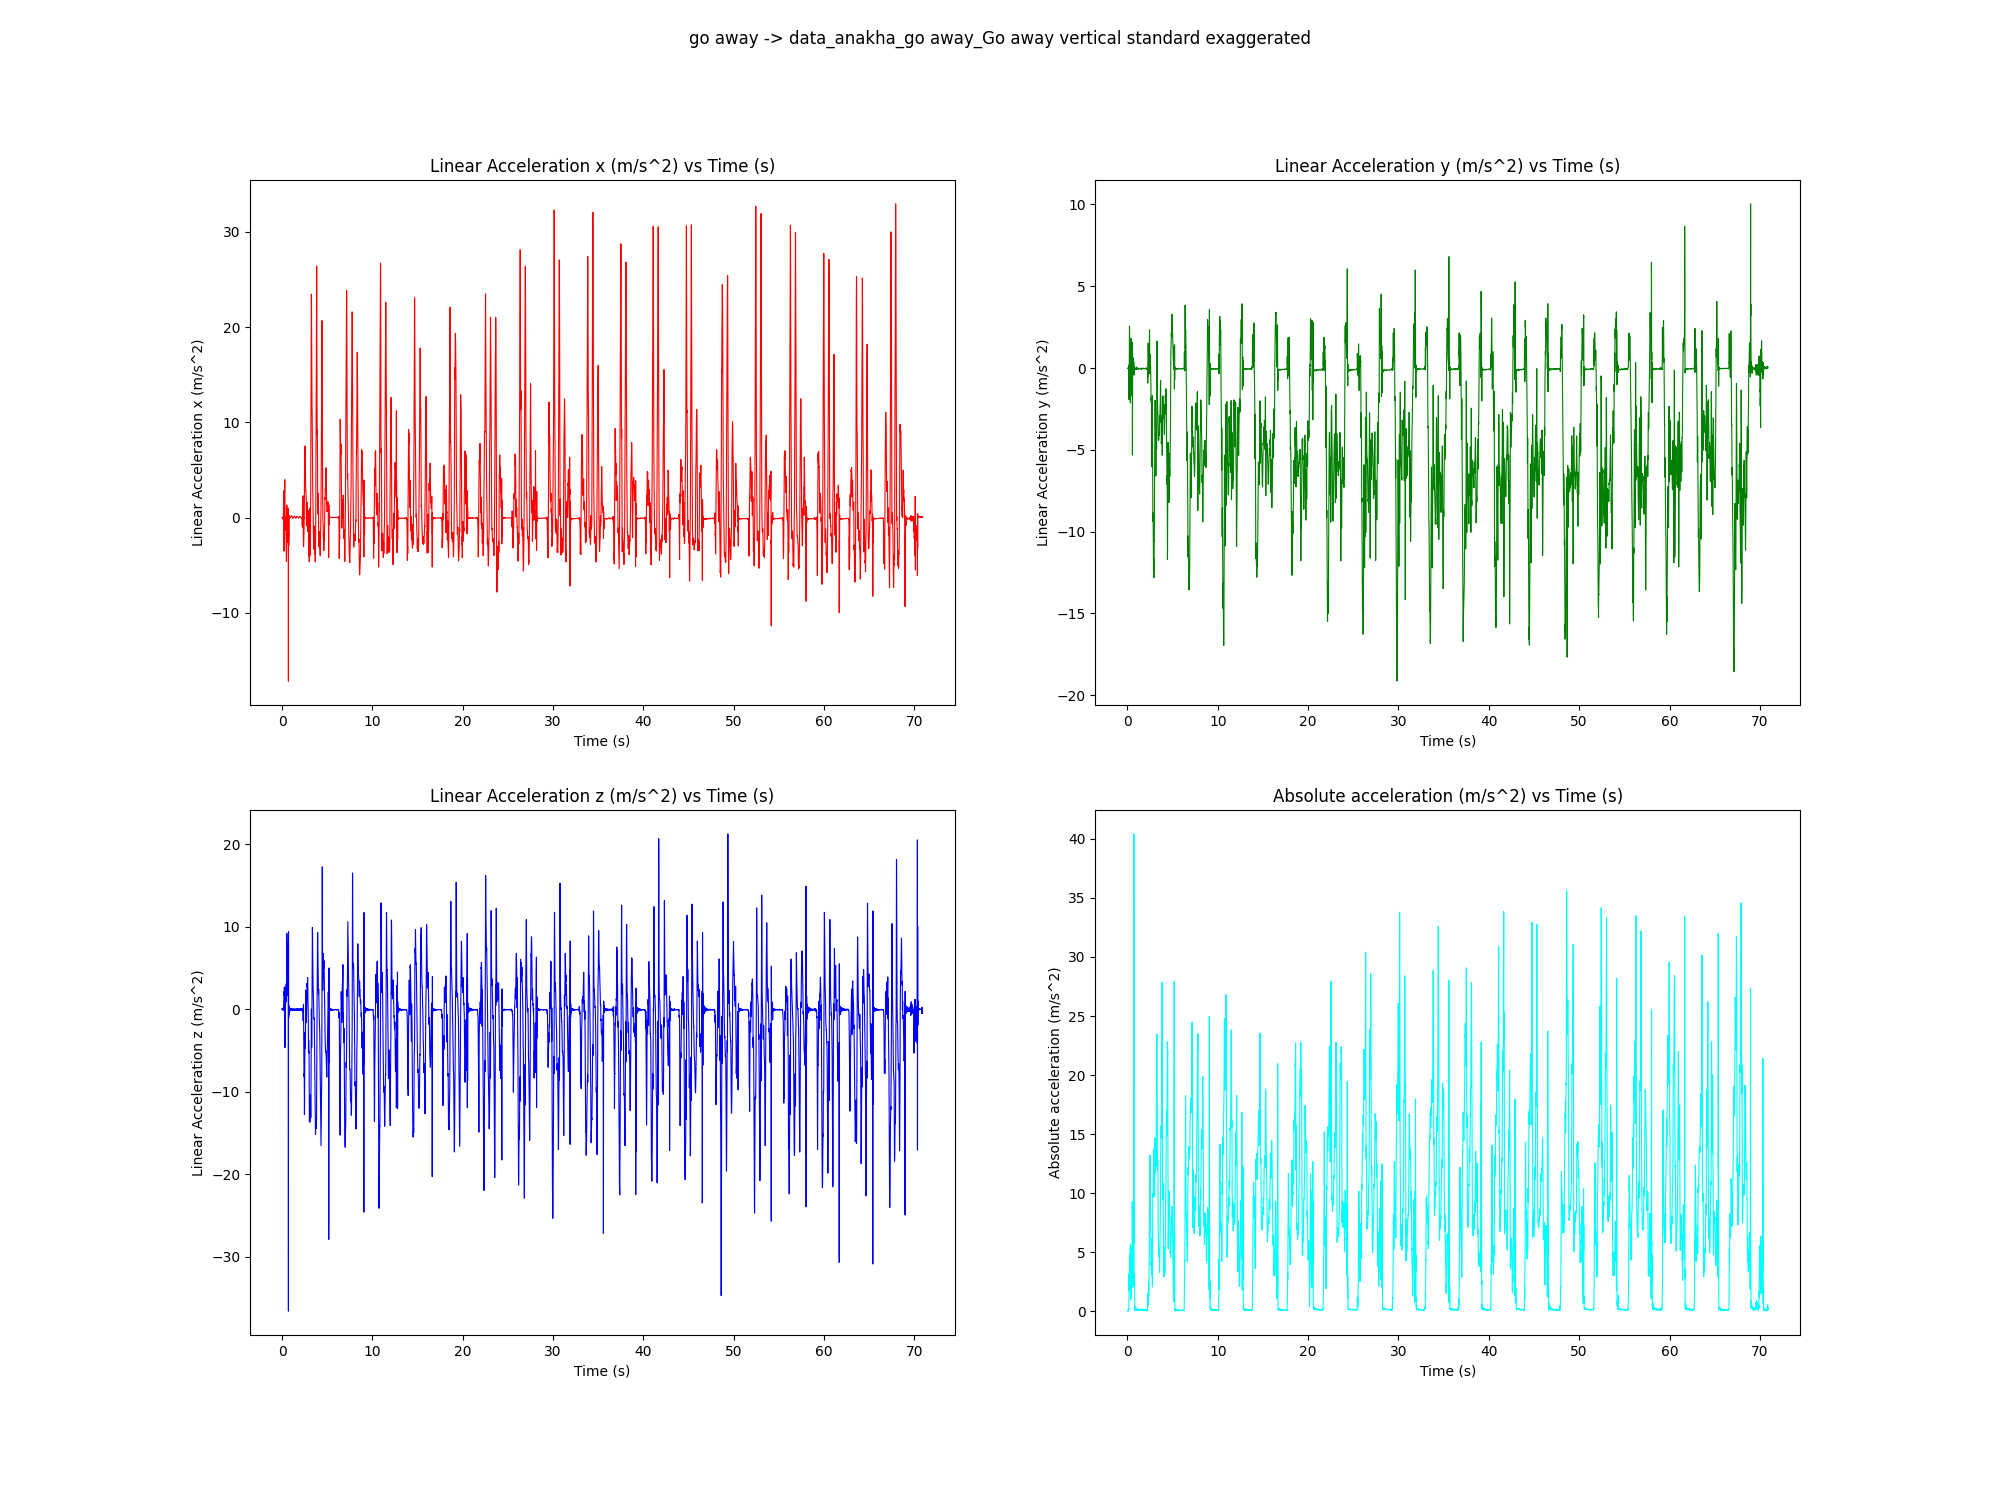 go away -> data_anakha_go away_Go away vertical standard exaggerated
Linear Acceleration x (m/s^2) vs Time (s)
Linear Acceleration x (m/s^2)
30
20
10
0
−10
0 10 20 30 40 50 60 70
Time (s)
Linear Acceleration y (m/s^2) vs Time (s)
Linear Acceleration y (m/s^2)
10
5
0
−5
−10
−15
−20
0 10 20 30 40 50 60 70
Time (s)
Linear Acceleration z (m/s^2) vs Time (s)
Linear Acceleration z (m/s^2)
20
10
0
−10
−20
−30
0 10 20 30 40 50 60 70
Time (s)
Absolute acceleration (m/s^2) vs Time (s)
Absolute acceleration (m/s^2)
40
35
30
25
20
15
10
5
0
0 10 20 30 40 50 60 70
Time (s)